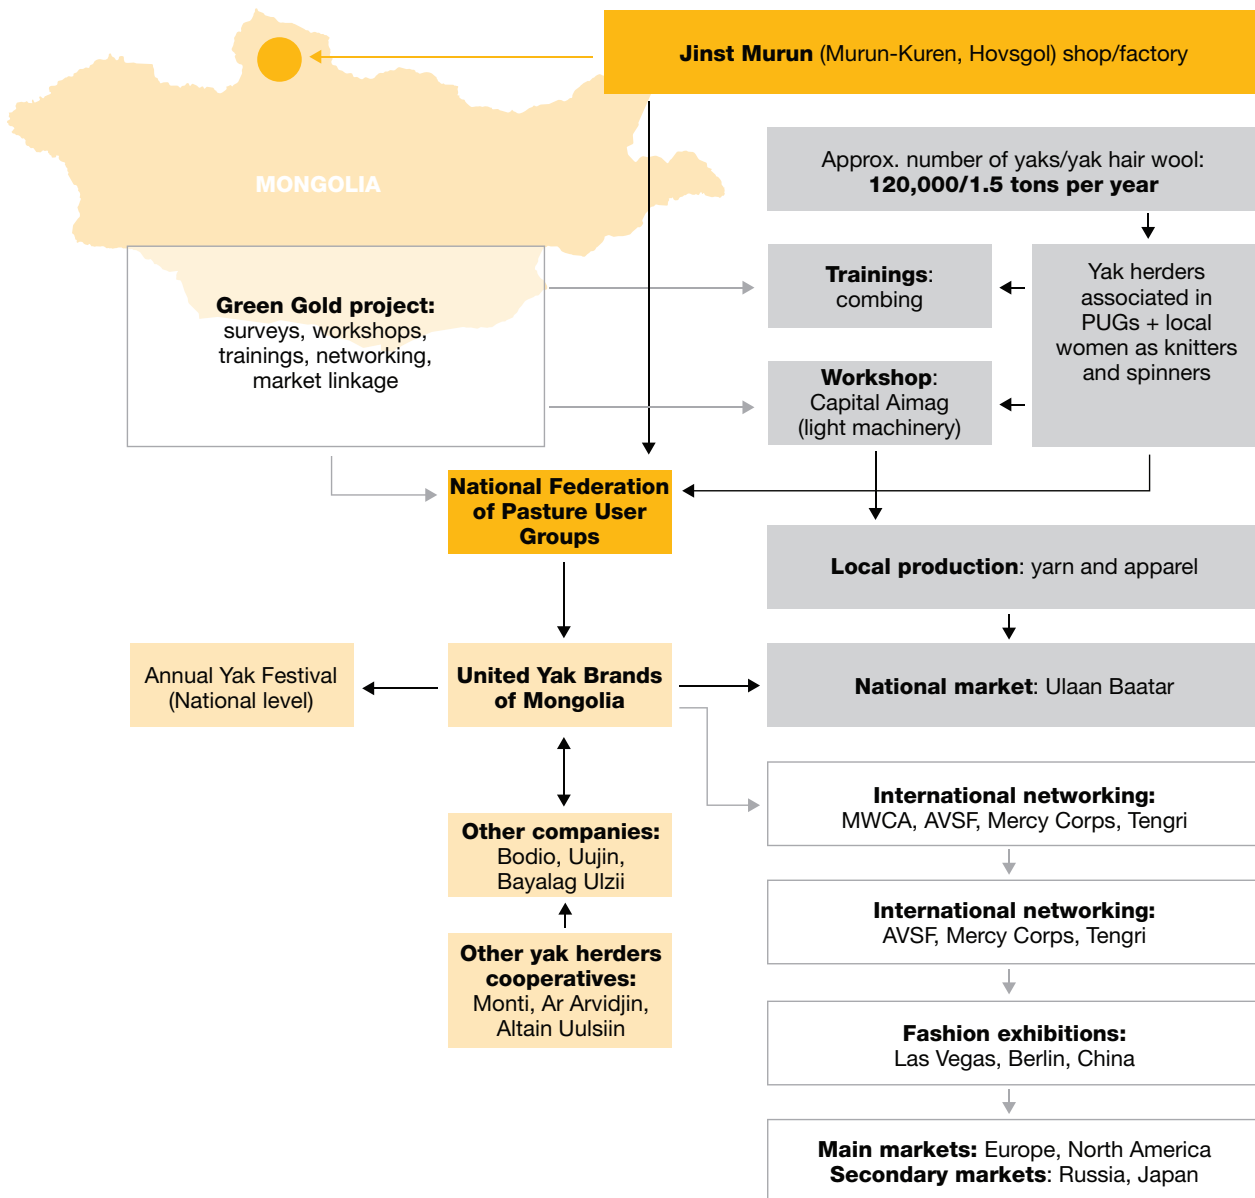 Jinst Murun (Murun-Kuren, Hovsgol) shop/factory
MONGOLIA
Approx. number of yaks/yak hair wool:
120,000/1.5 tons per year
Green Gold project:
surveys, workshops,
trainings, networking,
market linkage
Trainings:
combing
Yak herders
associated in
PUGs + local
women as knitters
and spinners
Workshop:
Capital Aimag
(light machinery)
National Federation
of Pasture User
Groups
Local production: yarn and apparel
Annual Yak Festival
(National level)
United Yak Brands
of Mongolia
National market: Ulaan Baatar
International networking:
MWCA, AVSF, Mercy Corps, Tengri
Other companies:
Bodio, Uujin,
Bayalag Ulzii
International networking:
AVSF, Mercy Corps, Tengri
Other yak herders
cooperatives:
Monti, Ar Arvidjin,
Altain Uulsiin
Fashion exhibitions:
Las Vegas, Berlin, China
Main markets: Europe, North America
Secondary markets: Russia, Japan